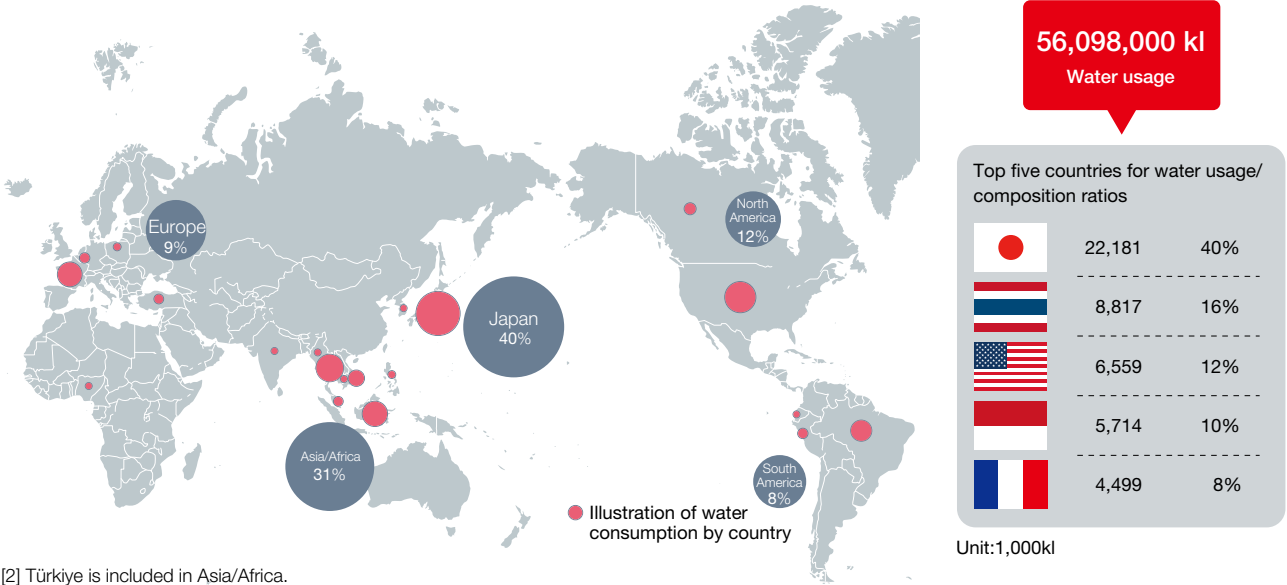 56,098,000 kl
Water usage
Top five countries for water usage/
composition ratios
22,181 40%
8,817 16%
6,559 12%
5,714 10%
4,499 8%
Unit:1,000kl
Europe
9%
North
America
12%
Japan
40%
Asia/Africa
31%
South
America
8%
Illustration of water
consumption by country
[2] Türkiye is included in Asia/Africa.